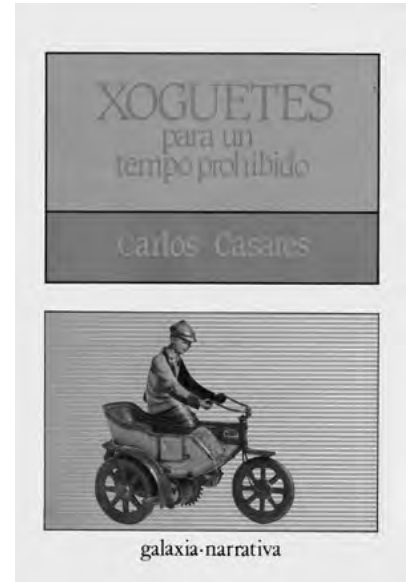 XOGUETES
para un
tempo prohibido
Carlos Casares
galaxia·narrativa